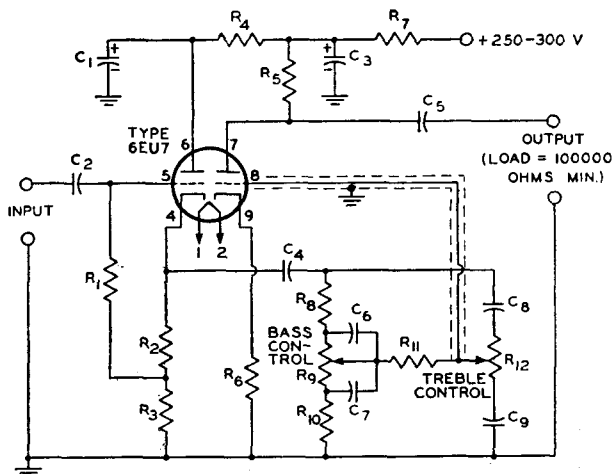 R4
R7
+250-300 V
C1
+
-
R5
+
-
C3
C5
TYPE
6EU7
6
7
OUTPUT
(LOAD = 100000
OHMS MIN.)
C2
5
8
INPUT
4
9
1
2
R1
C4
R8
C6
C8
R2
BASS
CON-
TROL
R9
R11
R12
TREBLE
CONTROL
R6
C7
R3
R10
C9